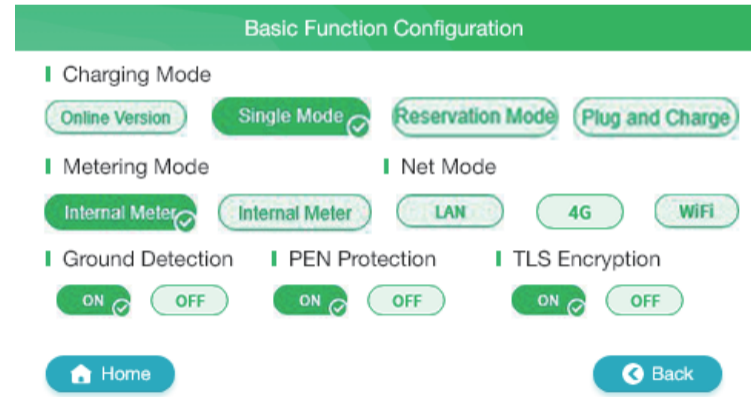 Basic Function Configuration
Charging Mode
Online Version Single Mode Reservation Mode Plug and Charge
Metering Mode Net Mode
Internal Meter Internal Meter LAN 4G WiFi
Ground Detection PEN Protection TLS Encryption
ON OFF ON OFF ON OFF
Home Back